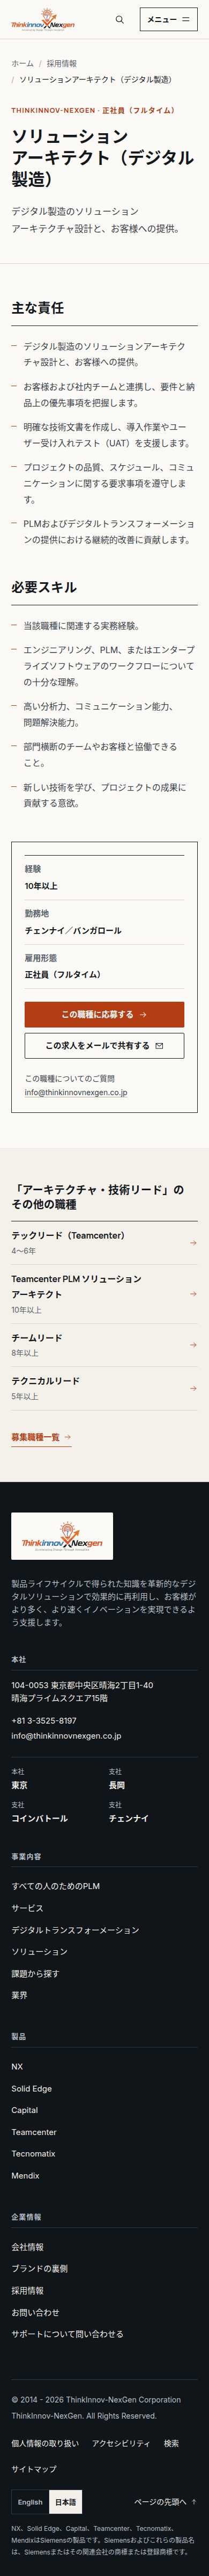 ThinkinnovXNexgen
メニュー
ホーム / 採用情報
/ ソリューションアーキテクト（デジタル製造）
THINKINNOV-NEXGEN · 正社員（フルタイム）
ソリューション
アーキテクト（デジタル
製造）
デジタル製造のソリューション
アーキテクチャ設計と、お客様への提供。
主な責任
デジタル製造のソリューションアーキテク
チャ設計と、お客様への提供。
お客様および社内チームと連携し、要件と納
品上の優先事項を把握します。
明確な技術文書を作成し、導入作業やユー
ザー受け入れテスト（UAT）を支援します。
プロジェクトの品質、スケジュール、コミュ
ニケーションに関する要求事項を遵守しま
す。
PLMおよびデジタルトランスフォーメーショ
ンの提供における継続的改善に貢献します。
必要スキル
当該職種に関連する実務経験。
エンジニアリング、PLM、またはエンタープ
ライズソフトウェアのワークフローについて
の十分な理解。
高い分析力、コミュニケーション能力、
問題解決能力。
部門横断のチームやお客様と協働できる
こと。
新しい技術を学び、プロジェクトの成果に
貢献する意欲。
経験
10年以上
勤務地
チェンナイ／バンガロール
雇用形態
正社員（フルタイム）
この職種に応募する →
この求人をメールで共有する
この職種についてのご質問
info@thinkinnovnexgen.co.jp
「アーキテクチャ・技術リード」の
その他の職種
テックリード（Teamcenter）
4〜6年
→
Teamcenter PLM ソリューション
アーキテクト
10年以上
→
チームリード
8年以上
→
テクニカルリード
5年以上
→
募集職種一覧 →
ThinkinnovXNexgen
製品ライフサイクルで得られた知識を革新的なデジ
タルソリューションで効果的に再利用し、お客様が
より多く、より速くイノベーションを実現できるよ
う支援します。
本社
104-0053 東京都中央区晴海2丁目1-40
晴海プライムスクエア15階
+81 3-3525-8197
info@thinkinnovnexgen.co.jp
本社 支社
東京 長岡
支社 支社
コインバトール チェンナイ
事業内容
すべての人のためのPLM
サービス
デジタルトランスフォーメーション
ソリューション
課題から探す
業界
製品
NX
Solid Edge
Capital
Teamcenter
Tecnomatix
Mendix
企業情報
会社情報
ブランドの裏側
採用情報
お問い合わせ
サポートについて問い合わせる
© 2014 - 2026 ThinkInnov-NexGen Corporation
ThinkInnov-NexGen. All Rights Reserved.
個人情報の取り扱い アクセシビリティ 検索
サイトマップ
English 日本語 ページの先頭へ ↑
NX、Solid Edge、Capital、Teamcenter、Tecnomatix、
MendixはSiemensの製品です。Siemensおよびこれらの製品名
は、Siemensまたはその関連会社の商標または登録商標です。